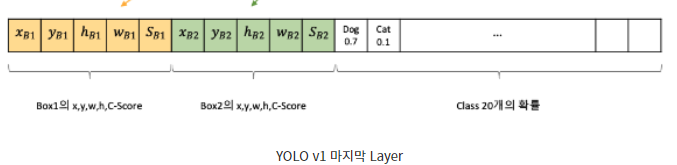 x_B1 y_B1 h_B1 w_B1 S_B1 x_B2 y_B2 h_B2 w_B2 S_B2 Dog 0.7 Cat 0.1 ...
Box1의 x,y,w,h,C-Score Box2의 x,y,w,h,C-Score Class 20개의 확률
YOLO v1 마지막 Layer